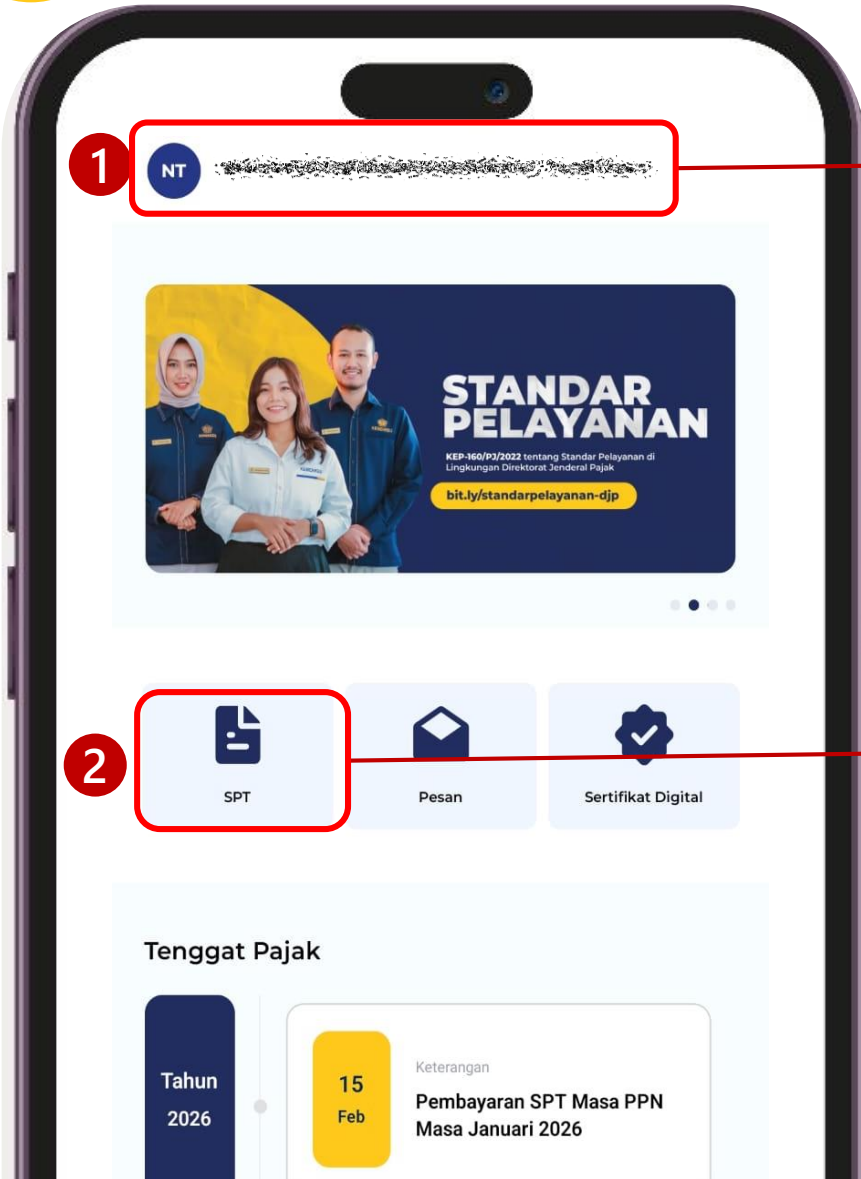 1
NT
STANDAR
PELAYANAN
KEP-160/PJ/2022 tentang Standar Pelayanan di
Lingkungan Direktorat Jenderal Pajak
bit.ly/standarpelayanan-djp
2
SPT
Pesan
Sertifikat Digital
Tenggat Pajak
Tahun
2026
15
Feb
Keterangan
Pembayaran SPT Masa PPN
Masa Januari 2026